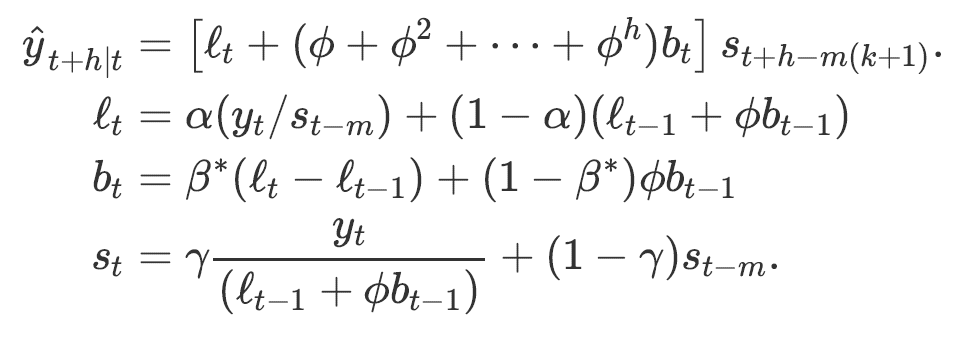 ŷ_{t+h|t} = [ℓ_t + (ϕ + ϕ² + ⋯ + ϕ^h)b_t] s_{t+h−m(k+1)}.
ℓ_t = α(y_t/s_{t−m}) + (1 − α)(ℓ_{t−1} + ϕb_{t−1})
b_t = β*(ℓ_t − ℓ_{t−1}) + (1 − β*)ϕb_{t−1}
s_t = γ y_t/(ℓ_{t−1} + ϕb_{t−1}) + (1 − γ)s_{t−m}.